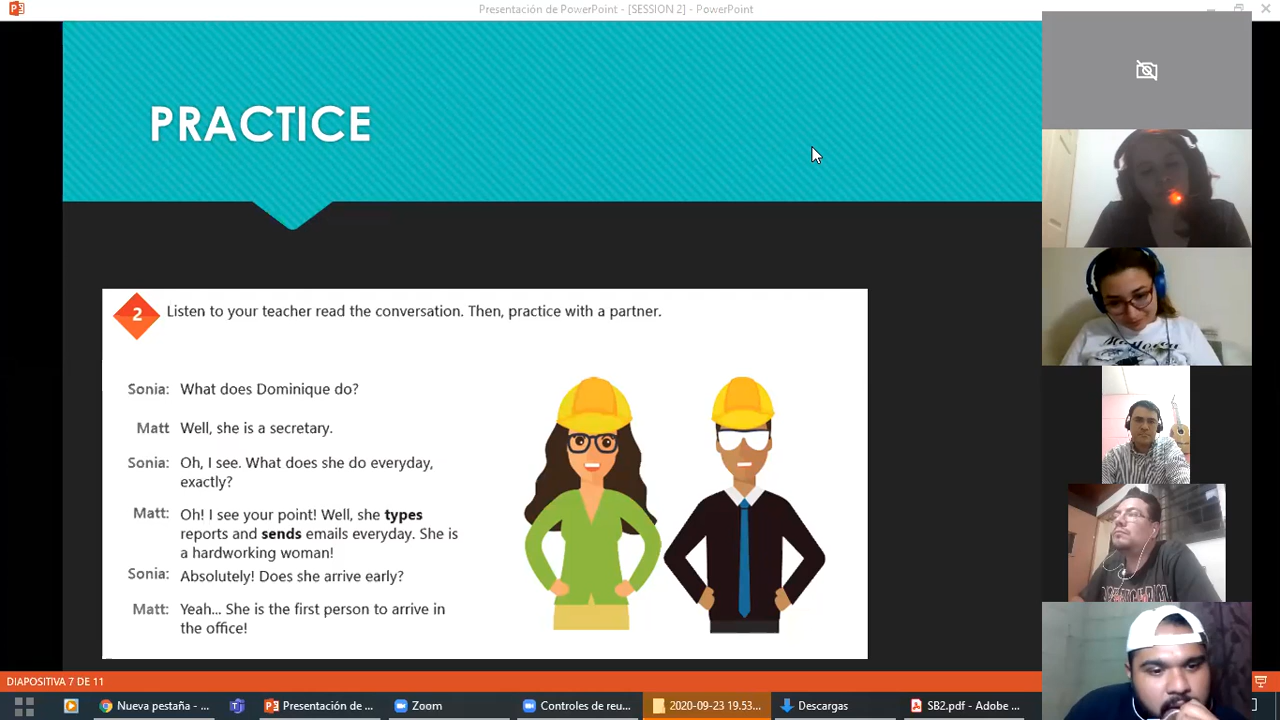 Presentación de PowerPoint - [SESSION 2] - PowerPoint
PRACTICE
2
Listen to your teacher read the conversation. Then, practice with a partner.
Sonia: What does Dominique do?
Matt Well, she is a secretary.
Sonia: Oh, I see. What does she do everyday,
exactly?
Matt: Oh! I see your point! Well, she types
reports and sends emails everyday. She is
a hardworking woman!
Sonia: Absolutely! Does she arrive early?
Matt: Yeah... She is the first person to arrive in
the office!
DIAPOSITIVA 7 DE 11
Nueva pestaña - ... Presentación de ... Zoom Controles de reu... 2020-09-23 19.53... Descargas SB2.pdf - Adobe ...